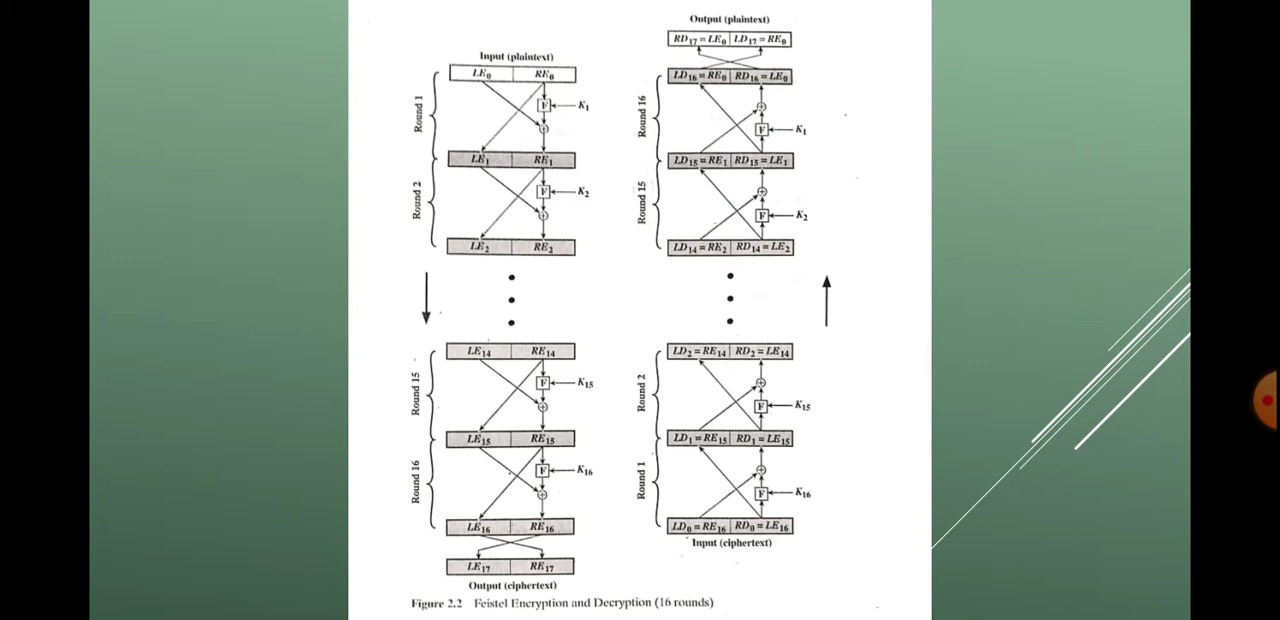 Input (plaintext)
LE0 RE0
F K1
Round 1
LE1 RE1
F K2
Round 2
LE2 RE2
LE14 RE14
F K15
Round 15
LE15 RE15
F K16
Round 16
LE16 RE16
LE17 RE17
Output (ciphertext)
Output (plaintext)
RD17 = LE0 LD17 = RE0
LD16 = RE0 RD16 = LE0
Round 16
F K1
LD15 = RE1 RD15 = LE1
Round 15
F K2
LD14 = RE2 RD14 = LE2
LD2 = RE14 RD2 = LE14
Round 2
F K15
LD1 = RE15 RD1 = LE15
Round 1
F K16
LD0 = RE16 RD0 = LE16
Input (ciphertext)
Figure 2.2 Feistel Encryption and Decryption (16 rounds)